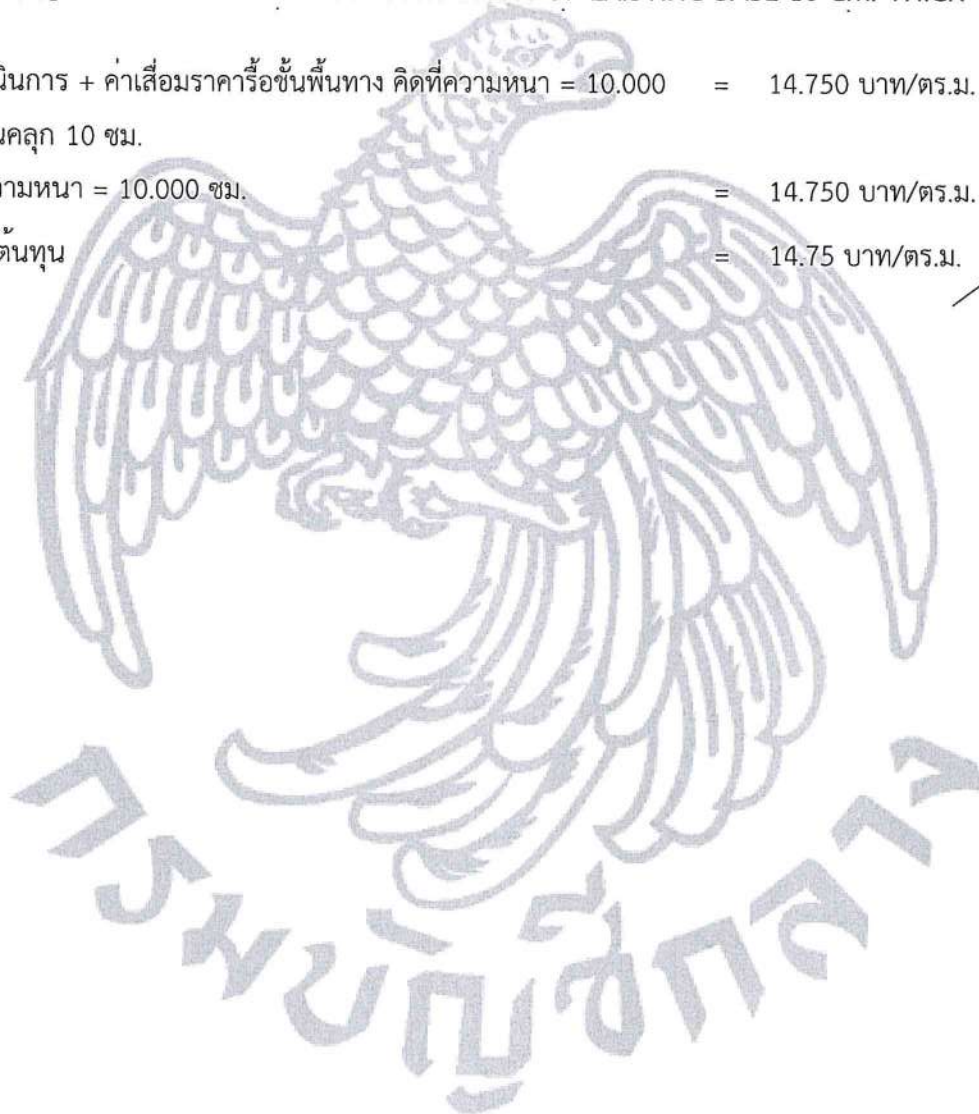 นินการ + ค่าเสื่อมราคารื้อชั้นพื้นทาง คิดที่ความหนา = 10.000 = 14.750 บาท/ตร.ม.
นคลุก 10 ซม.
วามหนา = 10.000 ซม. = 14.750 บาท/ตร.ม.
ต้นทุน = 14.75 บาท/ตร.ม.
กรมบัญชีกลาง